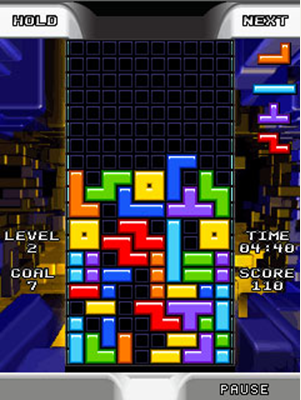 HOLD
NEXT
LEVEL
2
TIME
04:40
GOAL
7
SCORE
110
PAUSE